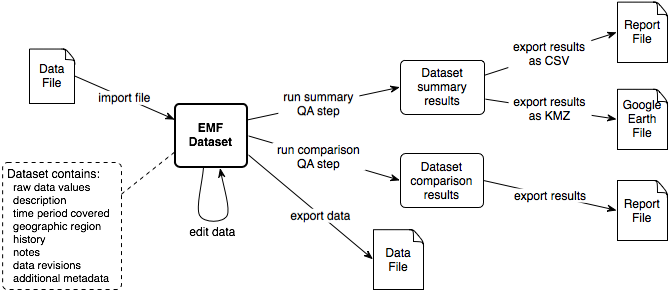 Data
File
import file
EMF
Dataset
Dataset contains:
raw data values
description
time period covered
geographic region
history
notes
data revisions
additional metadata
edit data
run summary
QA step
run comparison
QA step
export data
Data
File
Dataset
summary
results
Dataset
comparison
results
export results
as CSV
export results
as KMZ
export results
Report
File
Google
Earth
File
Report
File